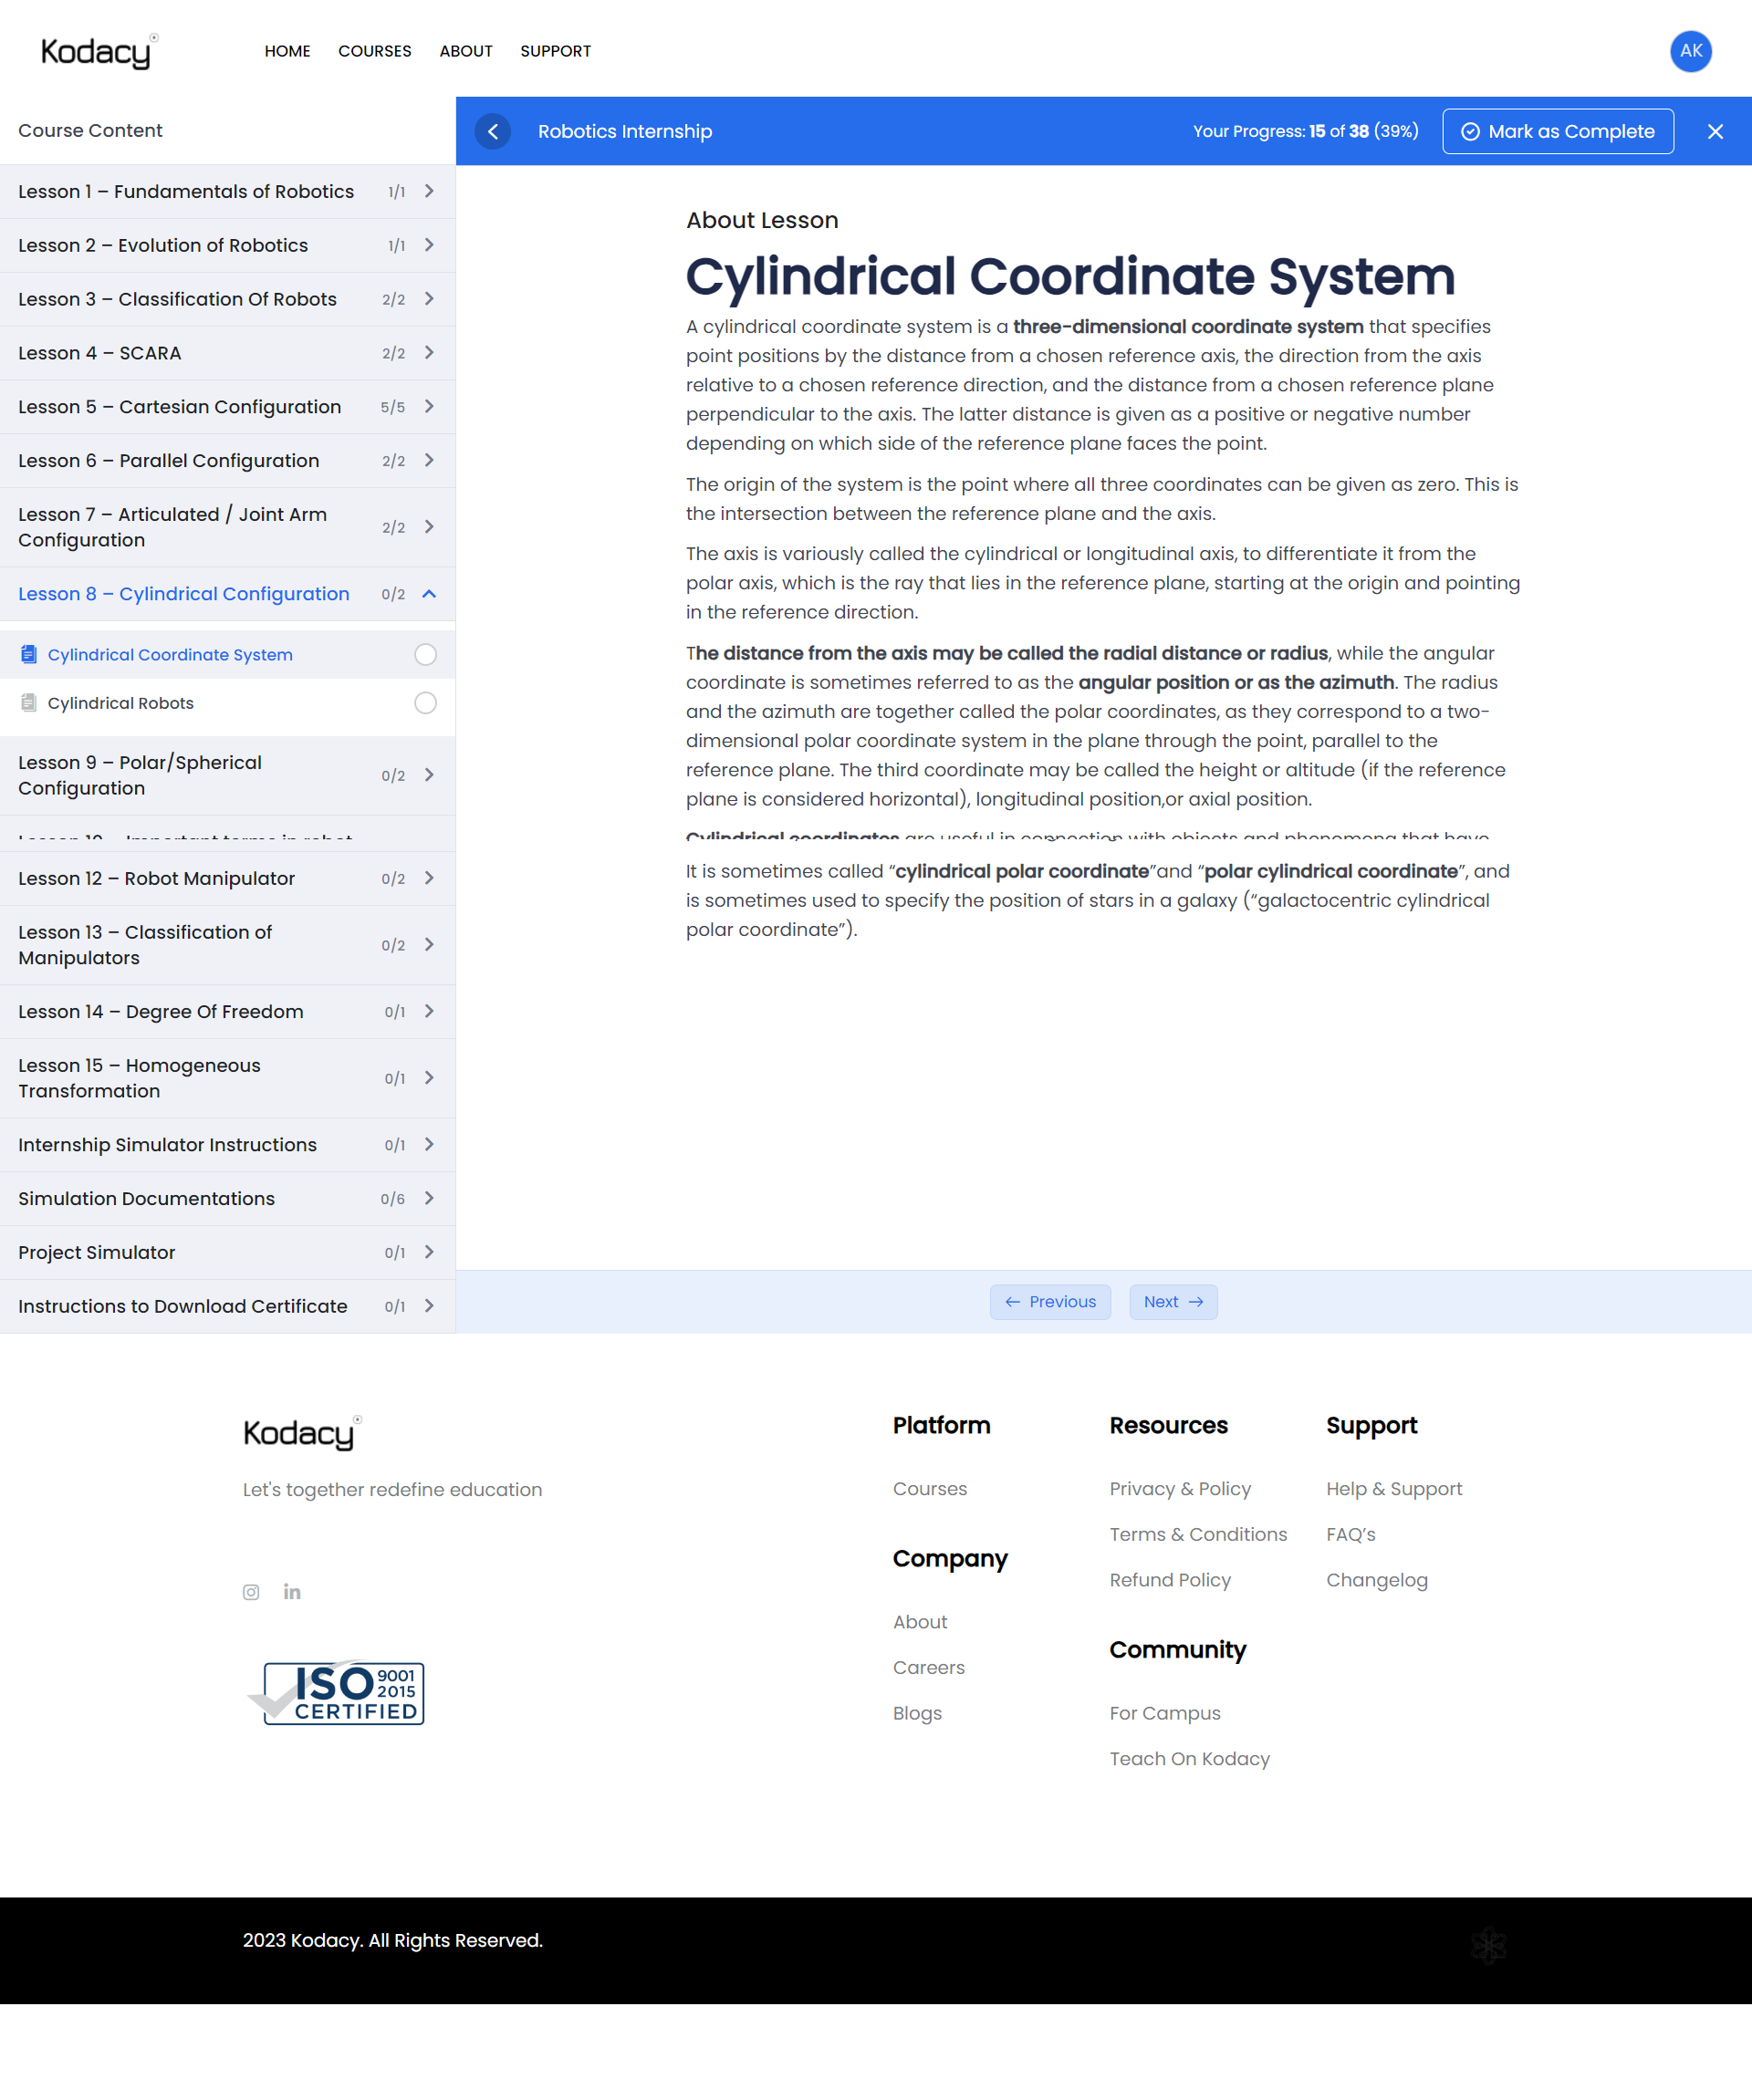 Kodacy
HOME COURSES ABOUT SUPPORT
AK
Course Content
Robotics Internship
Your Progress: 15 of 38 (39%)
Mark as Complete
Lesson 1 – Fundamentals of Robotics 1/1
Lesson 2 – Evolution of Robotics 1/1
Lesson 3 – Classification Of Robots 2/2
Lesson 4 – SCARA 2/2
Lesson 5 – Cartesian Configuration 5/5
Lesson 6 – Parallel Configuration 2/2
Lesson 7 – Articulated / Joint Arm
Configuration 2/2
Lesson 8 – Cylindrical Configuration 0/2
Cylindrical Coordinate System
Cylindrical Robots
Lesson 9 – Polar/Spherical
Configuration 0/2
Lesson 10 – Important terms in robot
Lesson 12 – Robot Manipulator 0/2
Lesson 13 – Classification of
Manipulators 0/2
Lesson 14 – Degree Of Freedom 0/1
Lesson 15 – Homogeneous
Transformation 0/1
Internship Simulator Instructions 0/1
Simulation Documentations 0/6
Project Simulator 0/1
Instructions to Download Certificate 0/1
About Lesson
Cylindrical Coordinate System
A cylindrical coordinate system is a three-dimensional coordinate system that specifies
point positions by the distance from a chosen reference axis, the direction from the axis
relative to a chosen reference direction, and the distance from a chosen reference plane
perpendicular to the axis. The latter distance is given as a positive or negative number
depending on which side of the reference plane faces the point.
The origin of the system is the point where all three coordinates can be given as zero. This is
the intersection between the reference plane and the axis.
The axis is variously called the cylindrical or longitudinal axis, to differentiate it from the
polar axis, which is the ray that lies in the reference plane, starting at the origin and pointing
in the reference direction.
The distance from the axis may be called the radial distance or radius, while the angular
coordinate is sometimes referred to as the angular position or as the azimuth. The radius
and the azimuth are together called the polar coordinates, as they correspond to a two-
dimensional polar coordinate system in the plane through the point, parallel to the
reference plane. The third coordinate may be called the height or altitude (if the reference
plane is considered horizontal), longitudinal position,or axial position.
Cylindrical coordinates are useful in connection with objects and phenomena that have
It is sometimes called “cylindrical polar coordinate”and “polar cylindrical coordinate”, and
is sometimes used to specify the position of stars in a galaxy (“galactocentric cylindrical
polar coordinate”).
← Previous
Next →
Kodacy
Let's together redefine education
ISO 9001
2015
CERTIFIED
Platform
Courses
Company
About
Careers
Blogs
Resources
Privacy & Policy
Terms & Conditions
Refund Policy
Community
For Campus
Teach On Kodacy
Support
Help & Support
FAQ’s
Changelog
2023 Kodacy. All Rights Reserved.